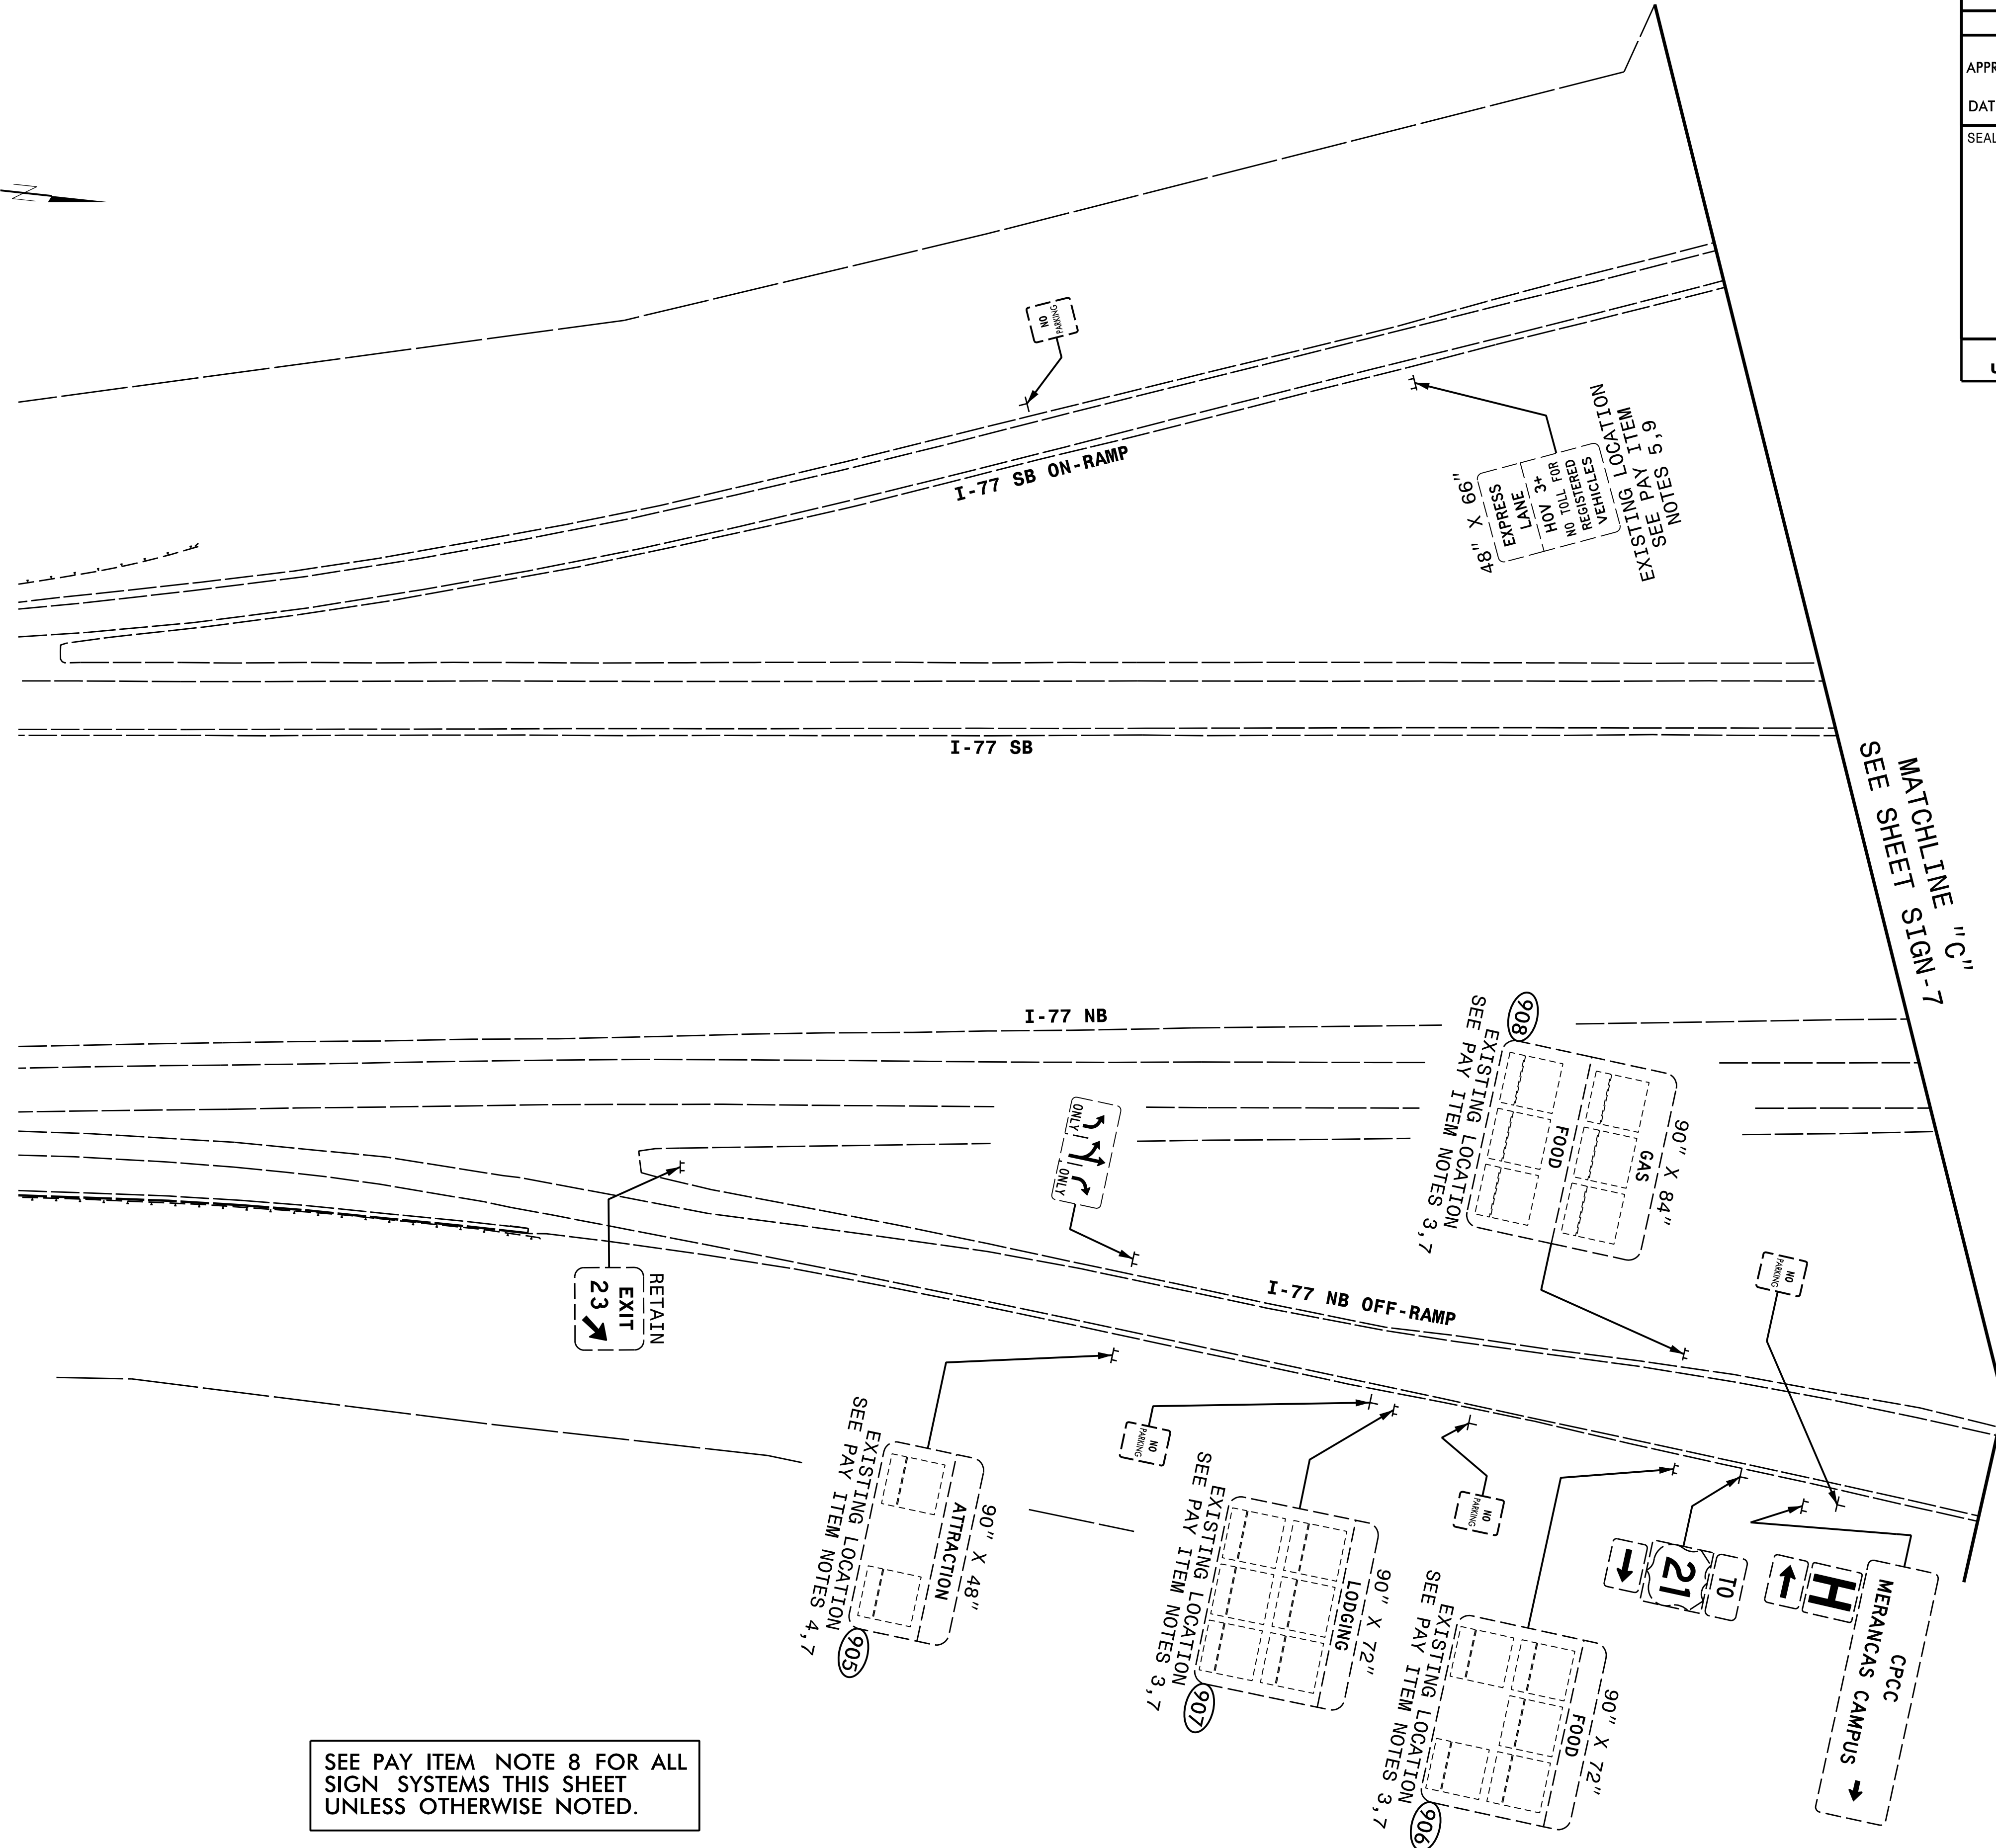 APPR
DAT
SEAL
U
N
NO
PARKING
I-77 SB ON-RAMP
48" X 66"
EXPRESS
LANE
HOV 3+
NO TOLL FOR
REGISTERED
VEHICLES
EXISTING LOCATION
SEE PAY ITEM
NOTES 5,9
I-77 SB
MATCHLINE "C"
SEE SHEET SIGN-7
I-77 NB
908
EXISTING LOCATION
SEE PAY ITEM NOTES 3,7
90" X 84"
GAS
FOOD
ONLY
ONLY
I-77 NB OFF-RAMP
NO
PARKING
RETAIN
EXIT
23
90" X 48"
ATTRACTION
EXISTING LOCATION
SEE PAY ITEM NOTES 4,7
905
NO
PARKING
90" X 72"
LODGING
EXISTING LOCATION
SEE PAY ITEM NOTES 3,7
907
NO
PARKING
90" X 72"
FOOD
EXISTING LOCATION
SEE PAY ITEM NOTES 3,7
906
TO
21
H
CPCC
MERANCAS CAMPUS
SEE PAY ITEM NOTE 8 FOR ALL
SIGN SYSTEMS THIS SHEET
UNLESS OTHERWISE NOTED.